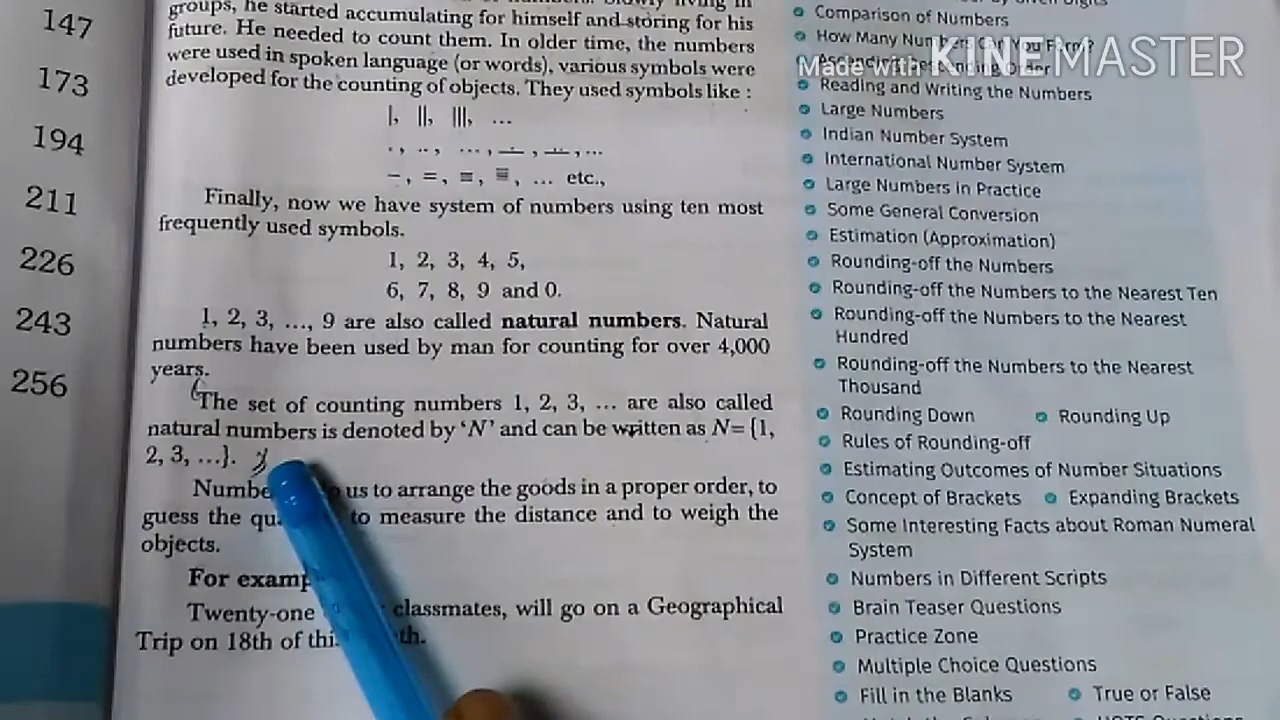 147
173
194
211
226
243
256
groups, he started accumulating for himself and storing for his
future. He needed to count them. In older time, the numbers
were used in spoken language (or words), various symbols were
developed for the counting of objects. They used symbols like :
|, ||, |||, ...
., .., ..., —, —, ...
–, =, ≡, ≣, ... etc.,
Finally, now we have system of numbers using ten most
frequently used symbols.
1, 2, 3, 4, 5,
6, 7, 8, 9 and 0.
1, 2, 3, ..., 9 are also called natural numbers. Natural
numbers have been used by man for counting for over 4,000
years.
(The set of counting numbers 1, 2, 3, ... are also called
natural numbers is denoted by 'N' and can be written as N={1,
2, 3, ...}.
us to arrange the goods in a proper order, to
guess the to measure the distance and to weigh the
objects.
For
Twenty-one classmates, will go on a Geographical
Trip on 18th of
Comparison of Numbers
How Many Numbers Can You Form?
Ascending-Descending Order
Reading and Writing the Numbers
Large Numbers
Indian Number System
International Number System
Large Numbers in Practice
Some General Conversion
Estimation (Approximation)
Rounding-off the Numbers
Rounding-off the Numbers to the Nearest Ten
Rounding-off the Numbers to the Nearest
Hundred
Rounding-off the Numbers to the Nearest
Thousand
Rounding Down Rounding Up
Rules of Rounding-off
Estimating Outcomes of Number Situations
Concept of Brackets Expanding Brackets
Some Interesting Facts about Roman Numeral
System
Numbers in Different Scripts
Brain Teaser Questions
Practice Zone
Multiple Choice Questions
Fill in the Blanks True or False
Made with KINEMASTER